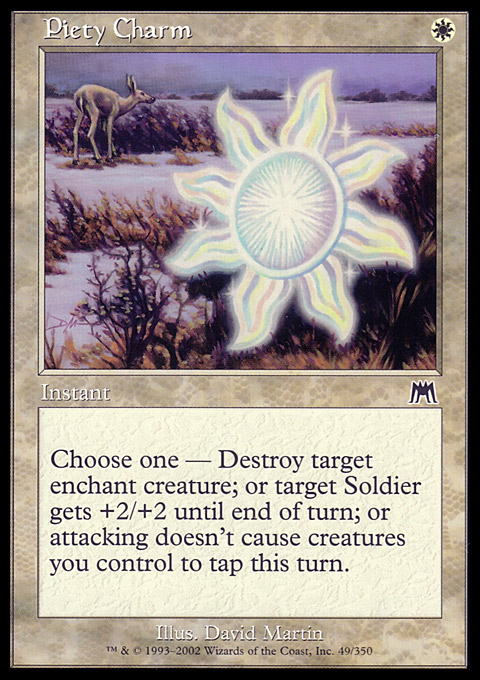 Piety Charm
Instant
Choose one — Destroy target
enchant creature; or target Soldier
gets +2/+2 until end of turn; or
attacking doesn't cause creatures
you control to tap this turn.
Illus. David Martin
™ & © 1993–2002 Wizards of the Coast, Inc. 49/350